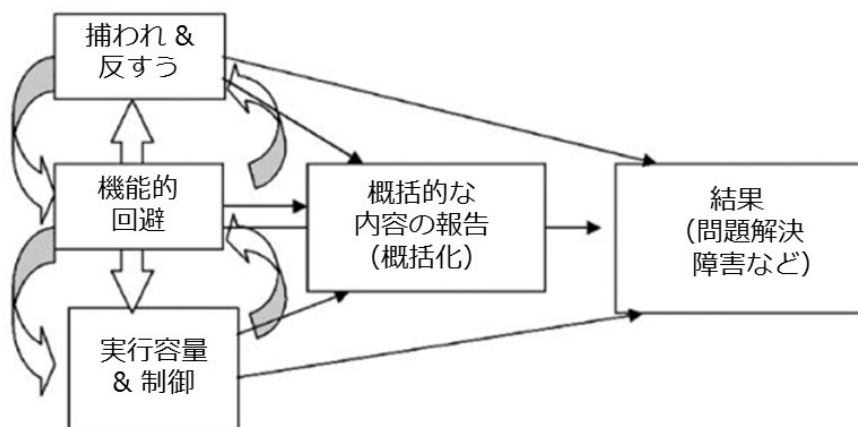 捕われ &
反すう
機能的
回避
実行容量
& 制御
概括的な
内容の報告
（概括化）
結果
（問題解決
障害など）